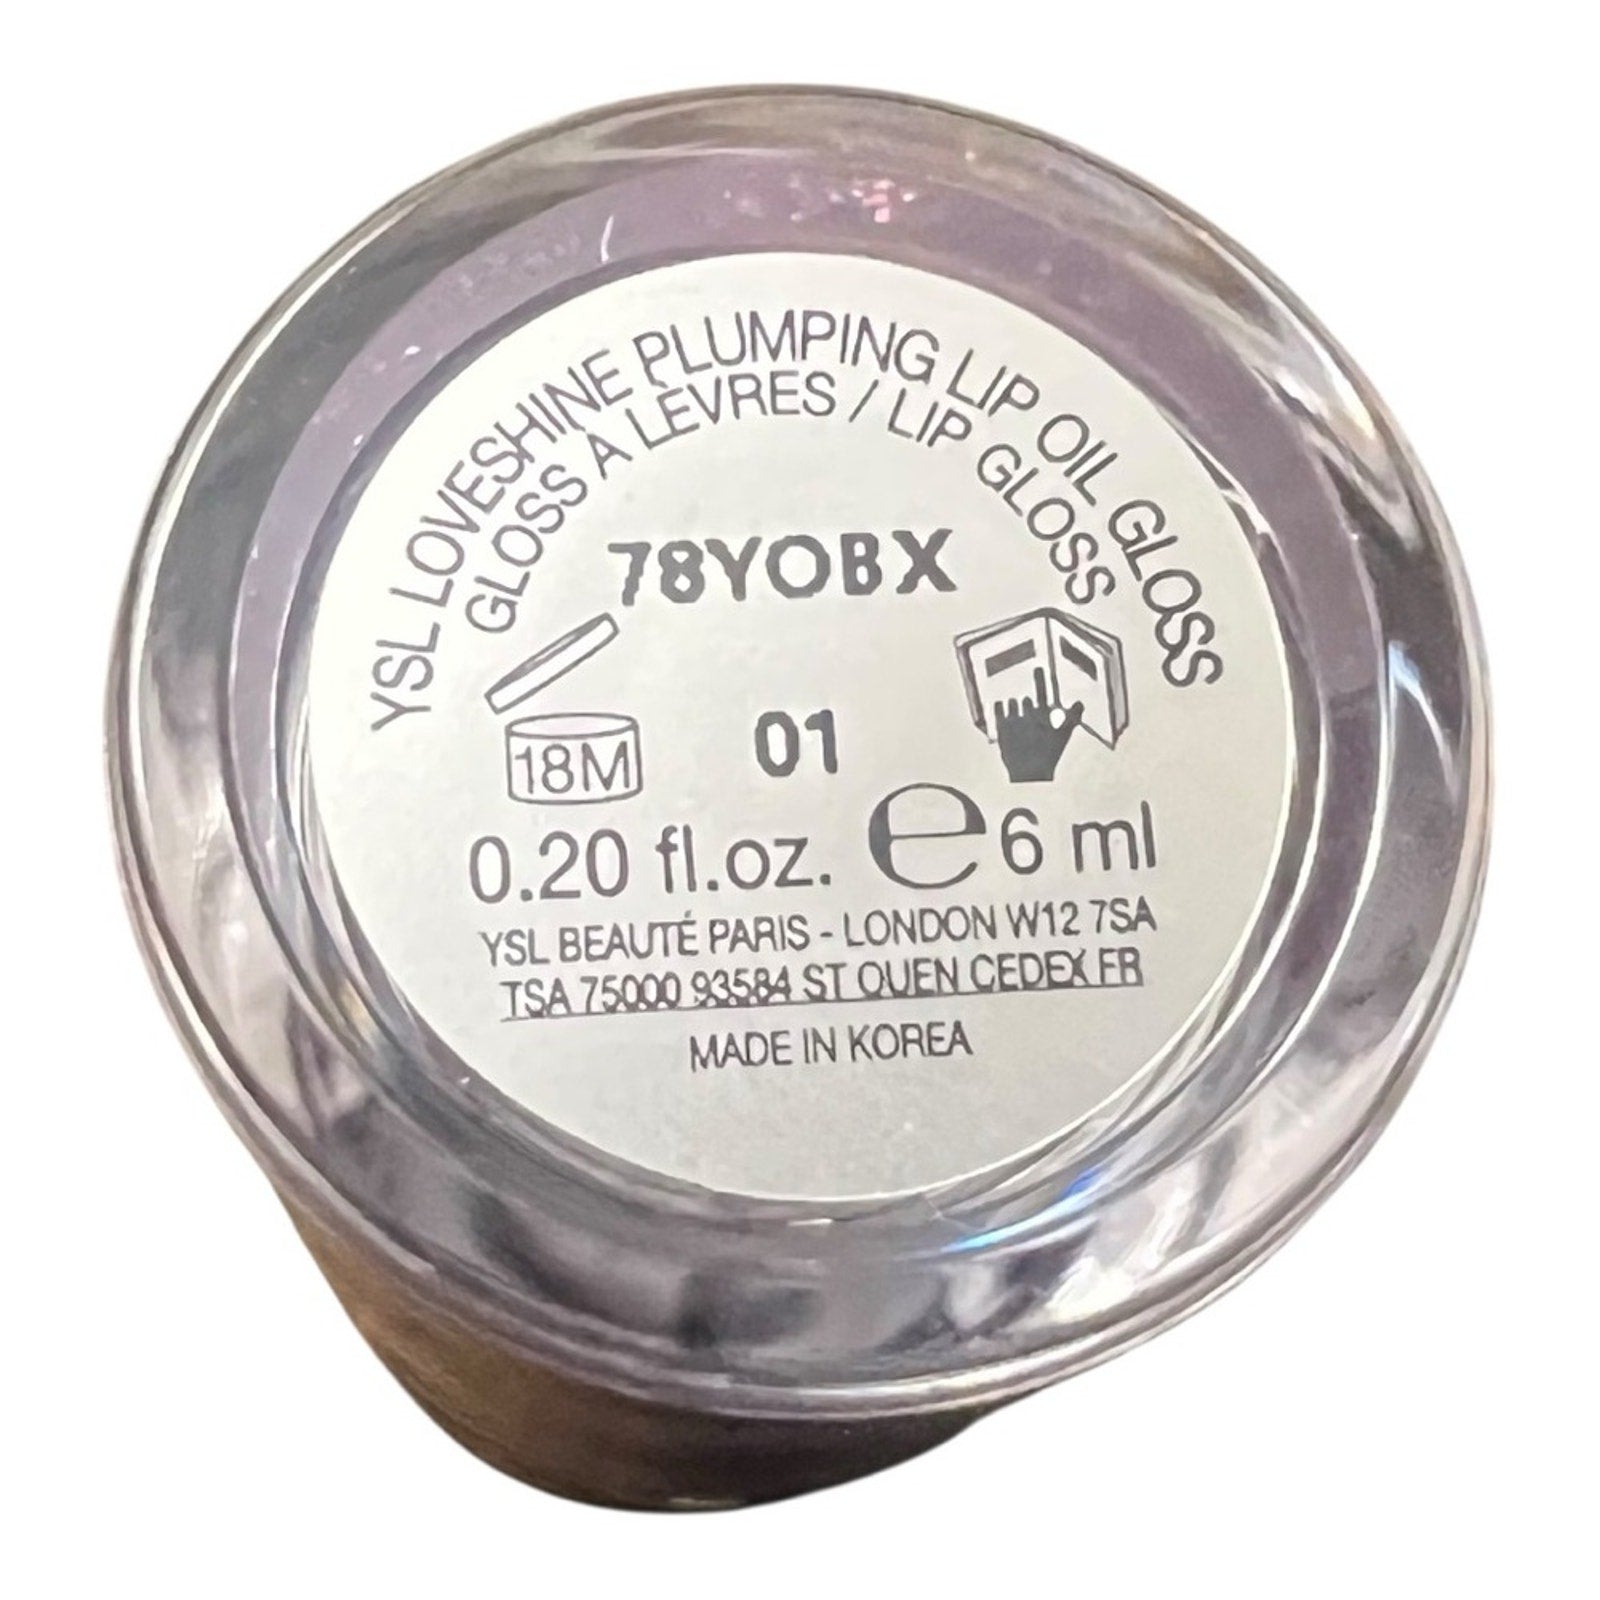 YSL LOVESHINE PLUMPING LIP OIL GLOSS
GLOSS À LÈVRES / LIP GLOSS
78YOBX
18M
01
0.20 fl.oz. e 6 ml
YSL BEAUTÉ PARIS - LONDON W12 7SA
TSA 75000 93584 ST OUEN CEDEX FR
MADE IN KOREA